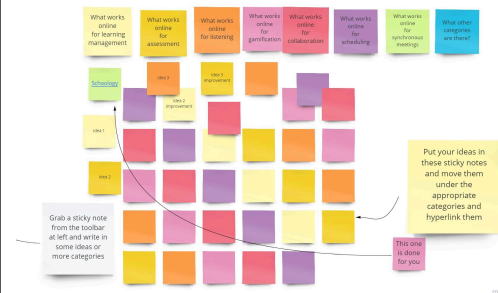 What works
online
for learning
management
What works
online
for
assessment
What works
online
for listening
What works
online for
gamification
What works
online for
collaboration
What works
online
for
scheduling
What works
online
for
synchronous
meetings
What other
categories
are there?
Schoology
idea 3
idea 3
improvement
idea 2
improvement
idea 1
idea 2
Grab a sticky note
from the toolbar
at left and write in
some ideas or
more categories
Put your ideas in
these sticky notes
and move them
under the
appropriate
categories and
hyperlink them
This one
is done
for you